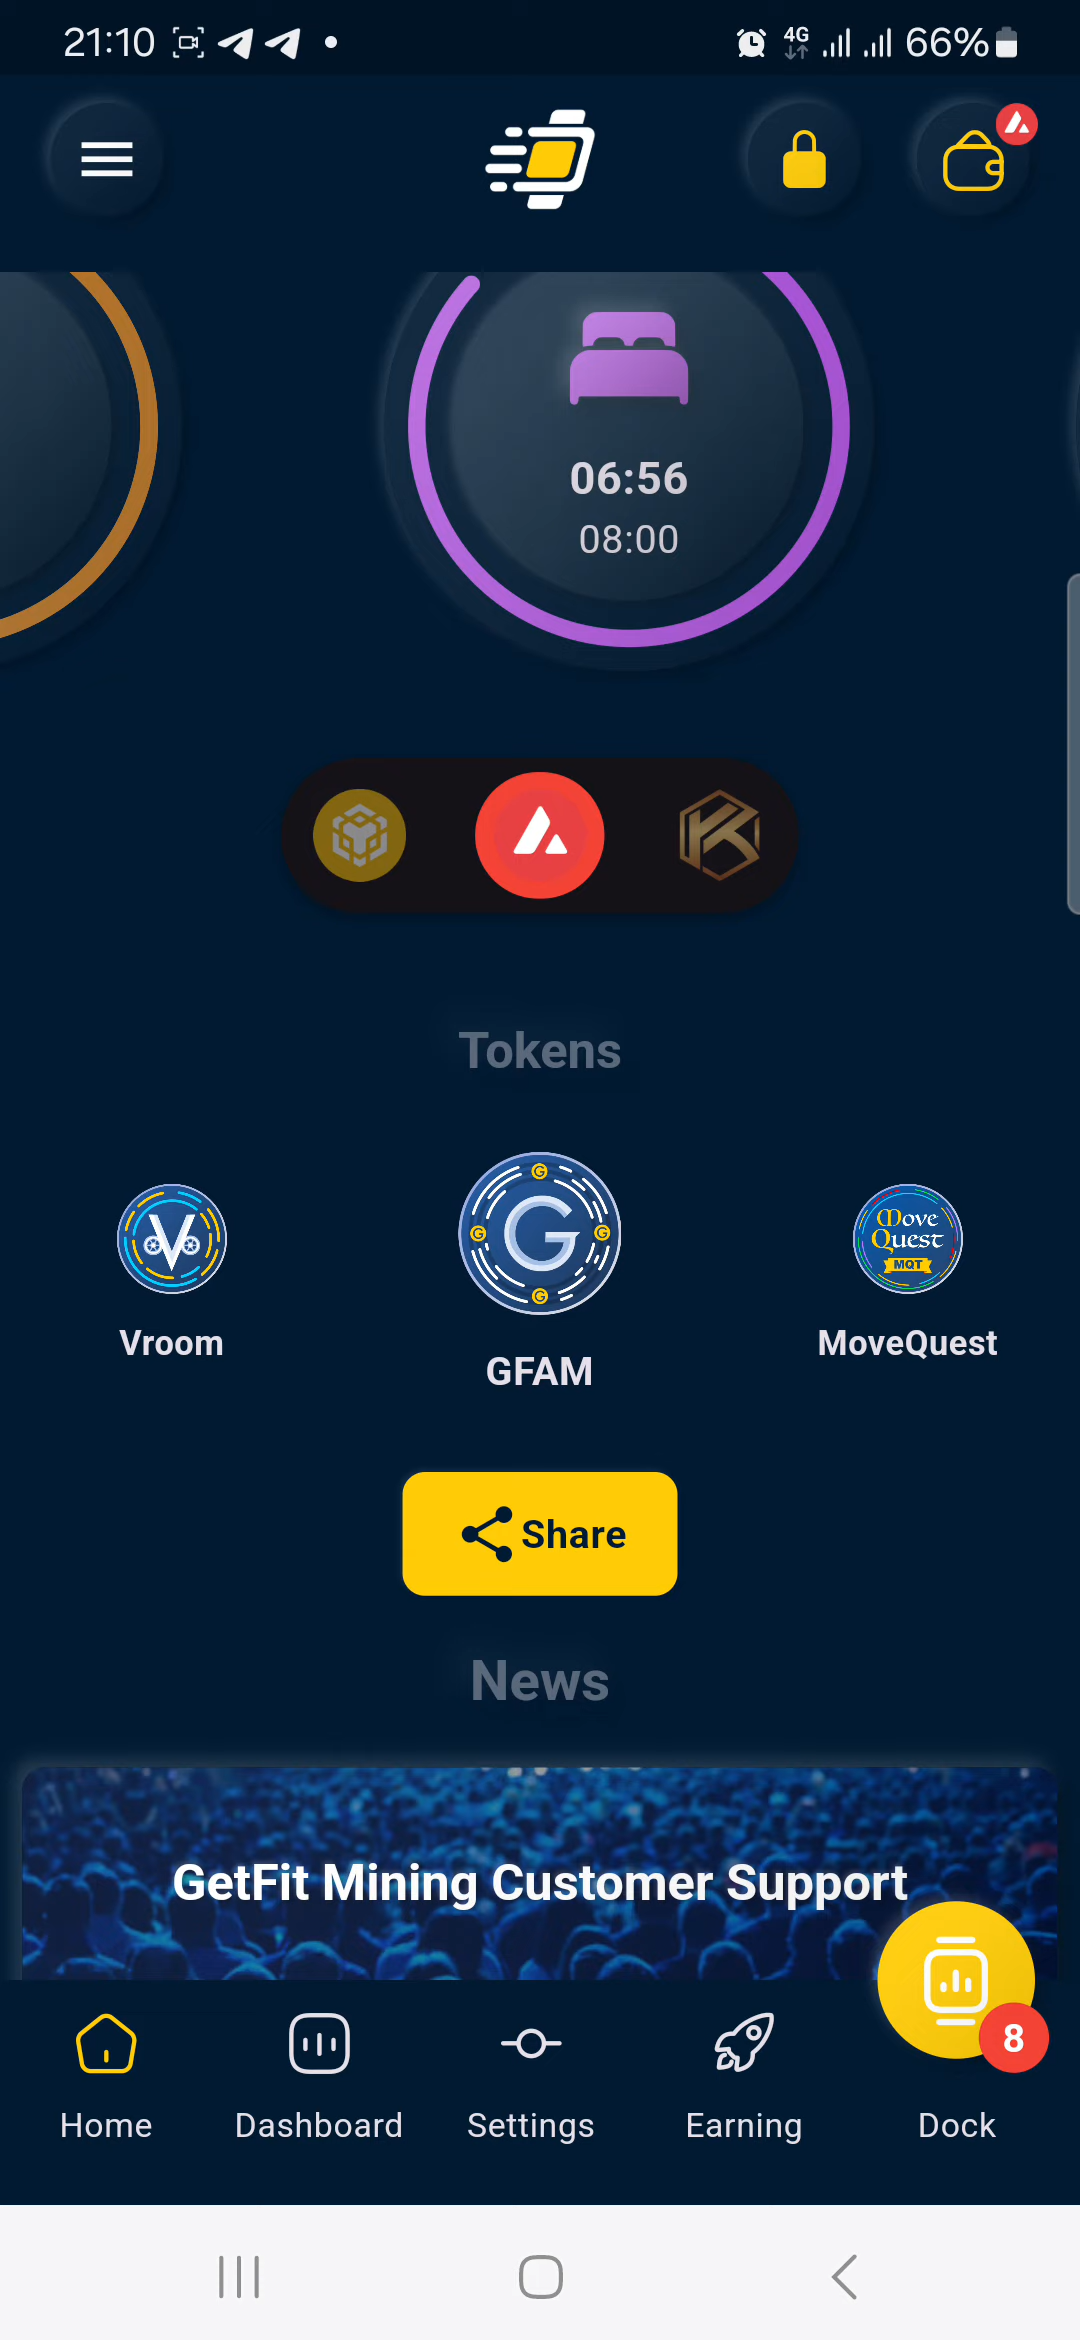 21:10
4G
66%
06:56
08:00
Tokens
G
G
G
G
G
V
Move
Quest
MQT
Vroom
GFAM
MoveQuest
Share
News
GetFit Mining Customer Support
8
Home
Dashboard
Settings
Earning
Dock